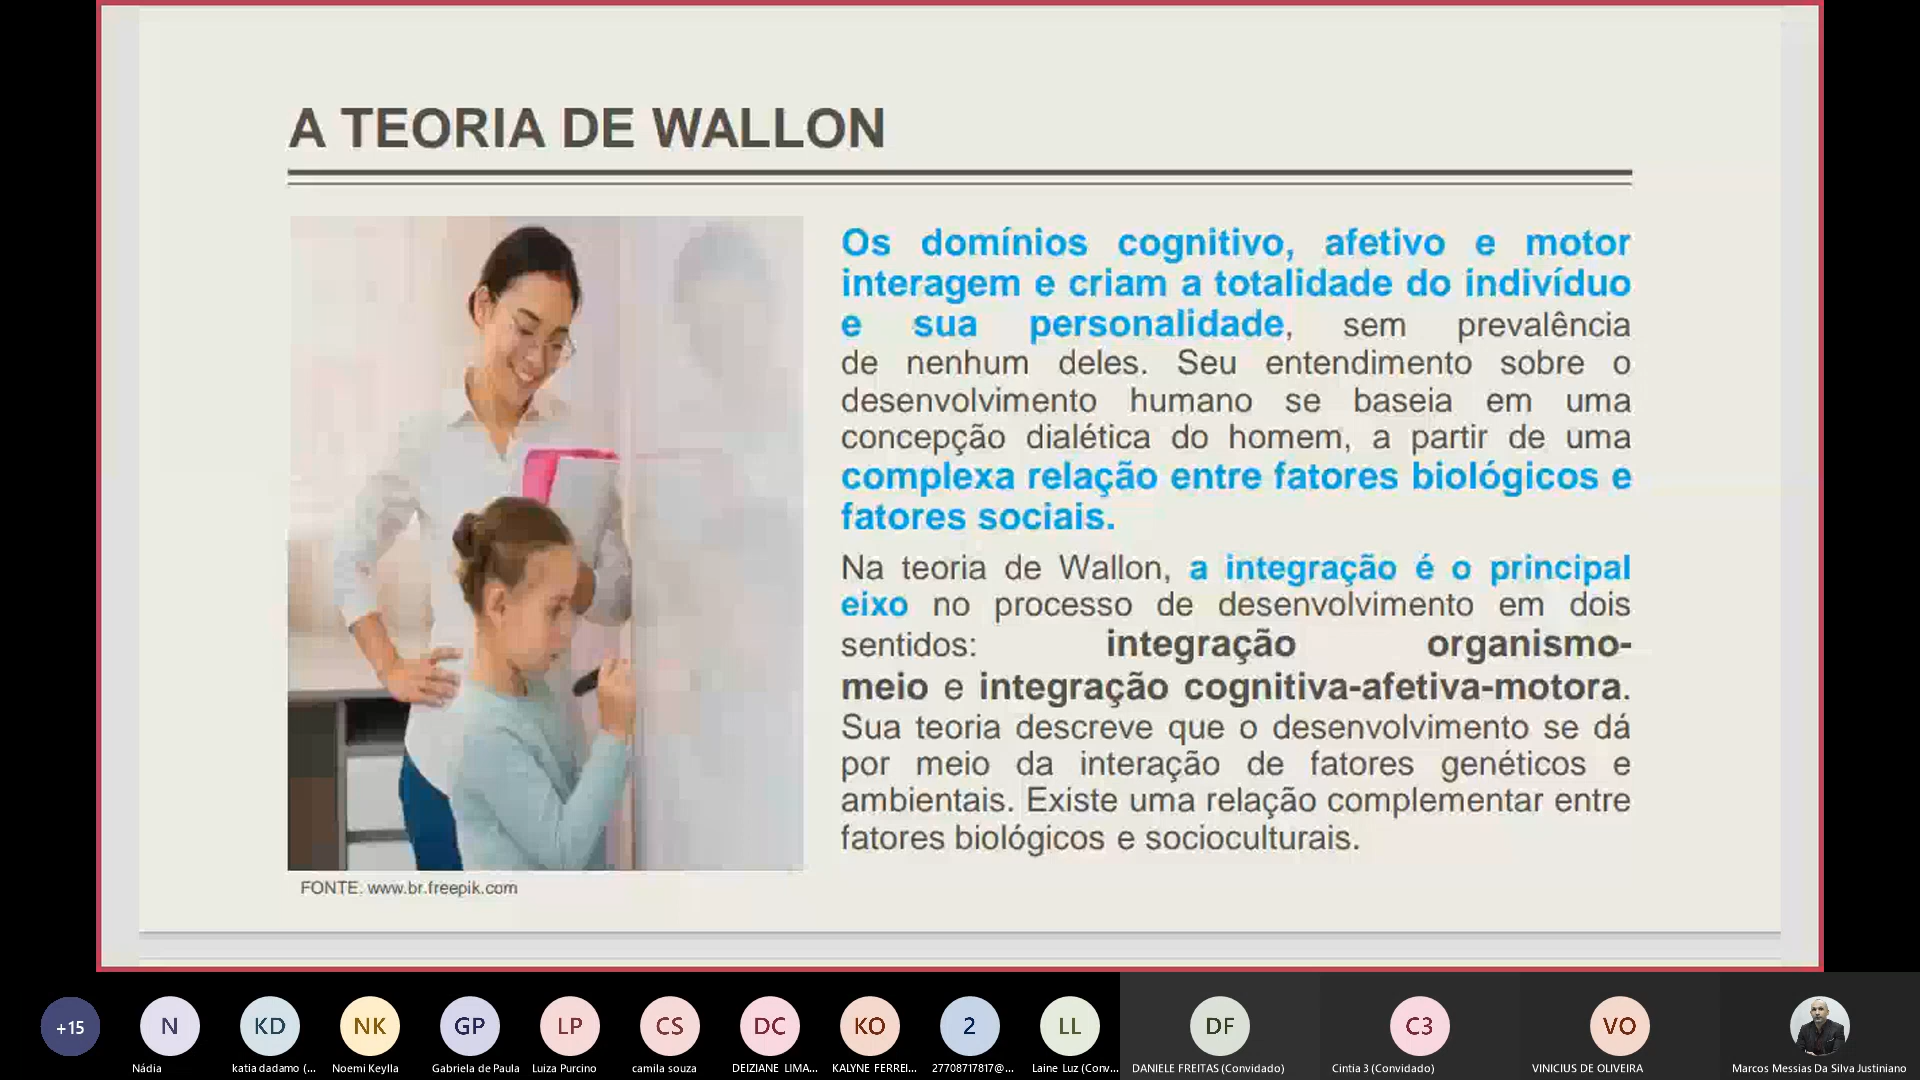 A TEORIA DE WALLON
Os domínios cognitivo, afetivo e motor
interagem e criam a totalidade do indivíduo
e sua personalidade, sem prevalência
de nenhum deles. Seu entendimento sobre o
desenvolvimento humano se baseia em uma
concepção dialética do homem, a partir de uma
complexa relação entre fatores biológicos e
fatores sociais.
Na teoria de Wallon, a integração é o principal
eixo no processo de desenvolvimento em dois
sentidos: integração organismo-
meio e integração cognitiva-afetiva-motora.
Sua teoria descreve que o desenvolvimento se dá
por meio da interação de fatores genéticos e
ambientais. Existe uma relação complementar entre
fatores biológicos e socioculturais.
FONTE: www.br.freepik.com
+15 N KD NK GP LP CS DC KO 2 LL DF C3 VO
Nádia katia dadamo (... Noemi Keylla Gabriela de Paula Luiza Purcino camila souza DEIZIANE LIMA... KALYNE FERREI... 27708717817@... Laine Luz (Conv... DANIELE FREITAS (Convidado) Cintia 3 (Convidado) VINICIUS DE OLIVEIRA Marcos Messias Da Silva Justiniano